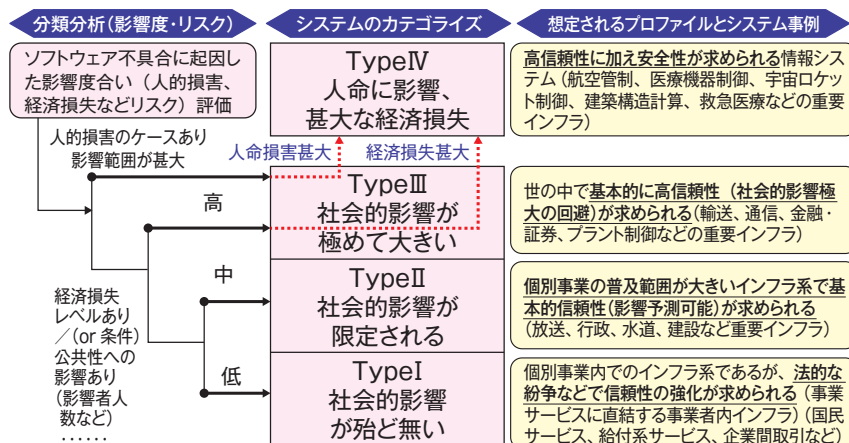 分類分析(影響度・リスク)
システムのカテゴライズ
想定されるプロファイルとシステム事例
ソフトウェア不具合に起因し
た影響度合い（人的損害、
経済損失などリスク）評価
TypeⅣ
人命に影響、
甚大な経済損失
高信頼性に加え安全性が求められる情報シス
テム（航空管制、医療機器制御、宇宙ロケッ
ト制御、建築構造計算、救急医療などの重要
インフラ）
人的損害のケースあり
影響範囲が甚大
人命損害甚大
経済損失甚大
高
TypeⅢ
社会的影響が
極めて大きい
世の中で基本的に高信頼性（社会的影響極
大の回避）が求められる(輸送、通信、金融・
証券、プラント制御などの重要インフラ）
中
TypeⅡ
社会的影響が
限定される
個別事業の普及範囲が大きいインフラ系で基
本的信頼性(影響予測可能）が求められる
(放送、行政、水道、建設など重要インフラ）
経済損失
レベルあり
／(or 条件）
公共性への
影響あり
(影響者人
数など）
‥‥‥
低
TypeⅠ
社会的影響
が殆ど無い
個別事業内でのインフラ系であるが、法的な
紛争などで信頼性の強化が求められる（事業
サービスに直結する事業者内インフラ）(国民
サービス、給付系サービス、企業間取引など）